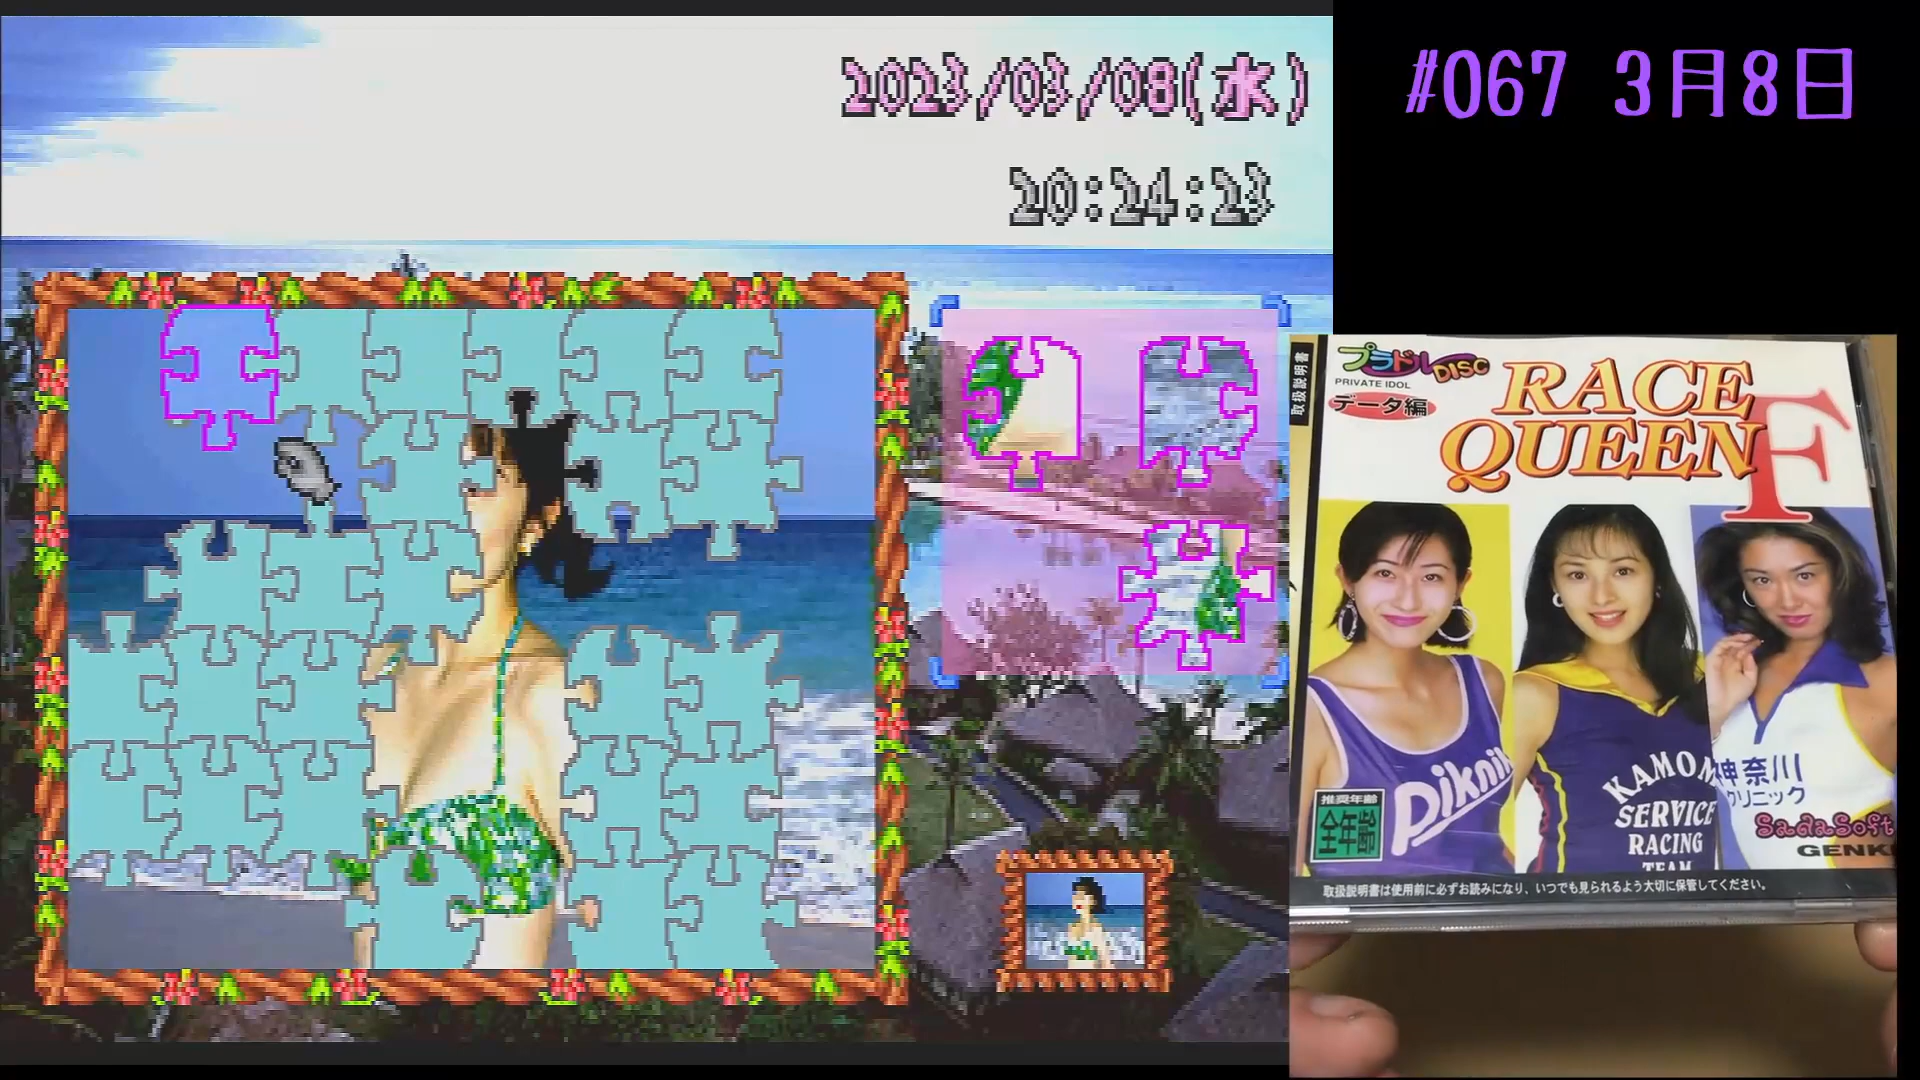 2023/03/08(水)
20:24:23
#067 3月8日
取扱説明書
プラドルDISC
PRIVATE IDOL
データ編
RACE
QUEEN
F
Piknik
KAMON
SERVICE
RACING
TEAM
神奈川
クリニック
推奨年齢
全年齢
SadaSoft
GENKI
取扱説明書は使用前に必ずお読みになり、いつでも見られるよう大切に保管してください。